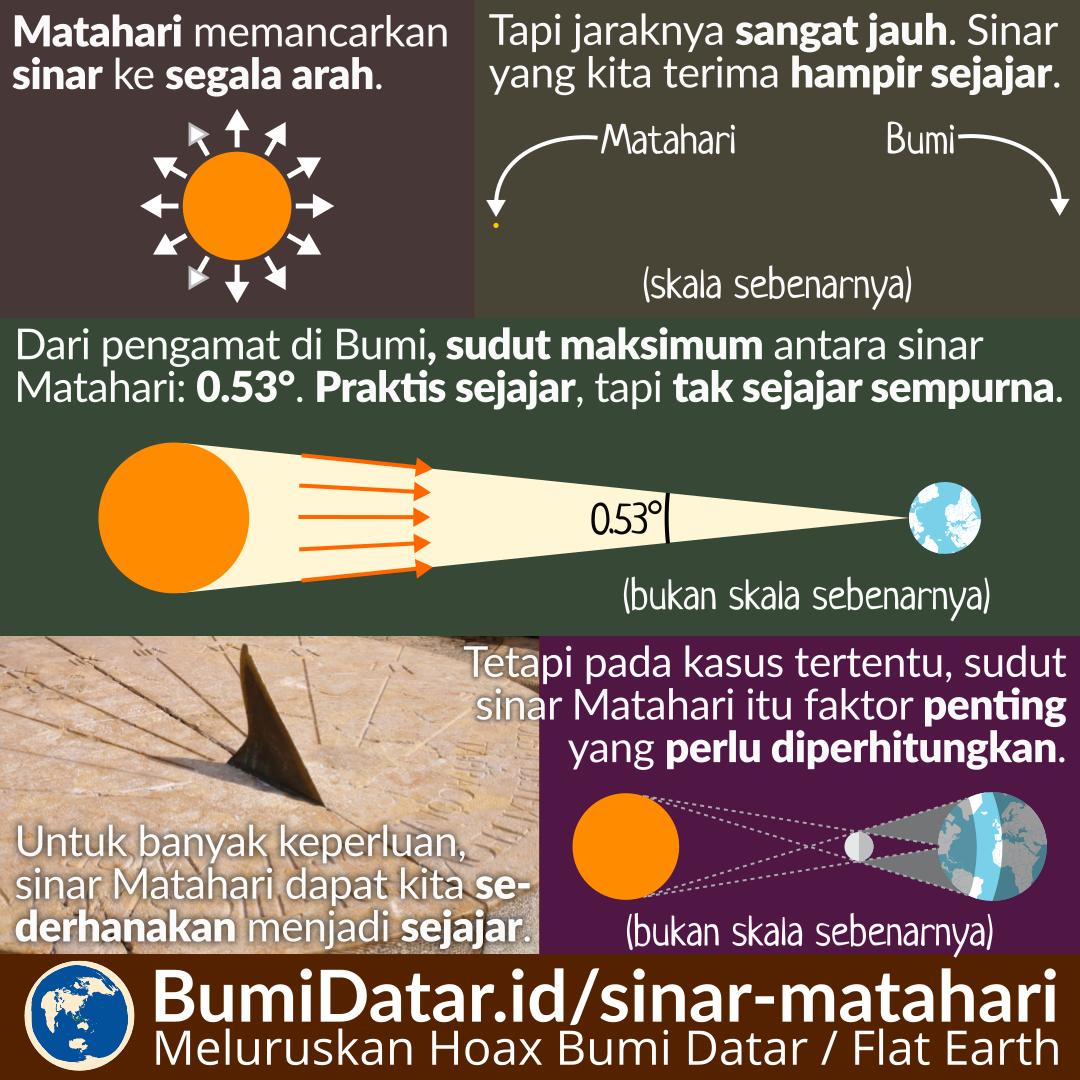 Matahari memancarkan
sinar ke segala arah.
Tapi jaraknya sangat jauh. Sinar
yang kita terima hampir sejajar.
Matahari
Bumi
(skala sebenarnya)
Dari pengamat di Bumi, sudut maksimum antara sinar
Matahari: 0.53°. Praktis sejajar, tapi tak sejajar sempurna.
0.53°
(bukan skala sebenarnya)
Untuk banyak keperluan,
sinar Matahari dapat kita se-
derhanakan menjadi sejajar.
Tetapi pada kasus tertentu, sudut
sinar Matahari itu faktor penting
yang perlu diperhitungkan.
(bukan skala sebenarnya)
BumiDatar.id/sinar-matahari
Meluruskan Hoax Bumi Datar / Flat Earth